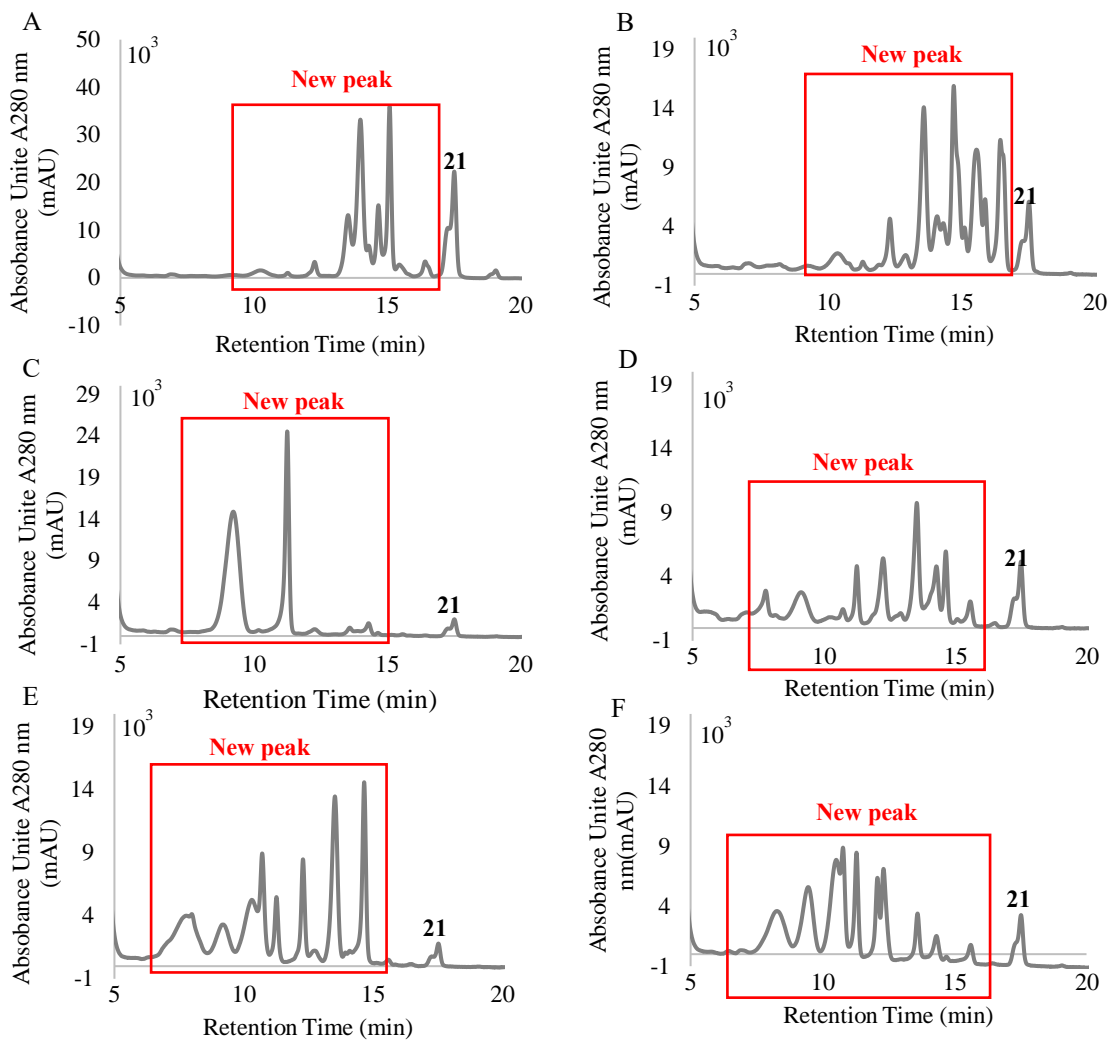 A
Absobance Unite A280 nm
(mAU)
50
40
30
20
10
0
-10
10³
New peak
21
5
10
15
20
Retention Time (min)
B
Absobance Unite A280 nm
(mAU)
19
14
9
4
-1
10³
New peak
21
5
10
15
20
Retention Time (min)
C
Absobance Unite A280 nm
(mAU)
29
24
19
14
9
4
-1
10³
New peak
21
5
10
15
20
Retention Time (min)
D
Absobance Unite A280 nm
(mAU)
19
14
9
4
-1
10³
New peak
21
5
10
15
20
Retention Time (min)
E
Absobance Unite A280 nm
(mAU)
19
14
9
4
-1
10³
New peak
21
5
10
15
20
Retention Time (min)
F
Absobance Unite A280
nm(mAU)
19
14
9
4
-1
10³
New peak
21
5
10
15
20
Retention Time (min)